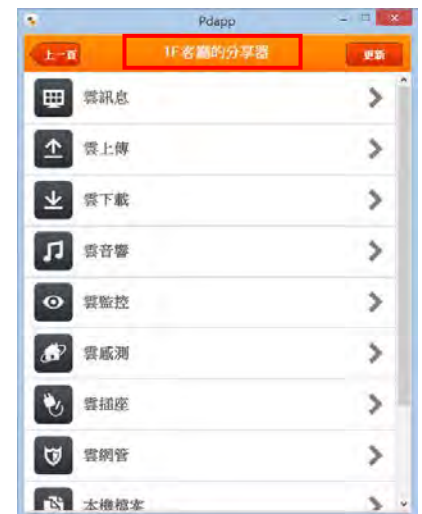 Pdapp
上一頁
1F客廳的分享器
更新
雲訊息
雲上傳
雲下載
雲音響
雲監控
雲感測
雲插座
雲網管
本機檔案